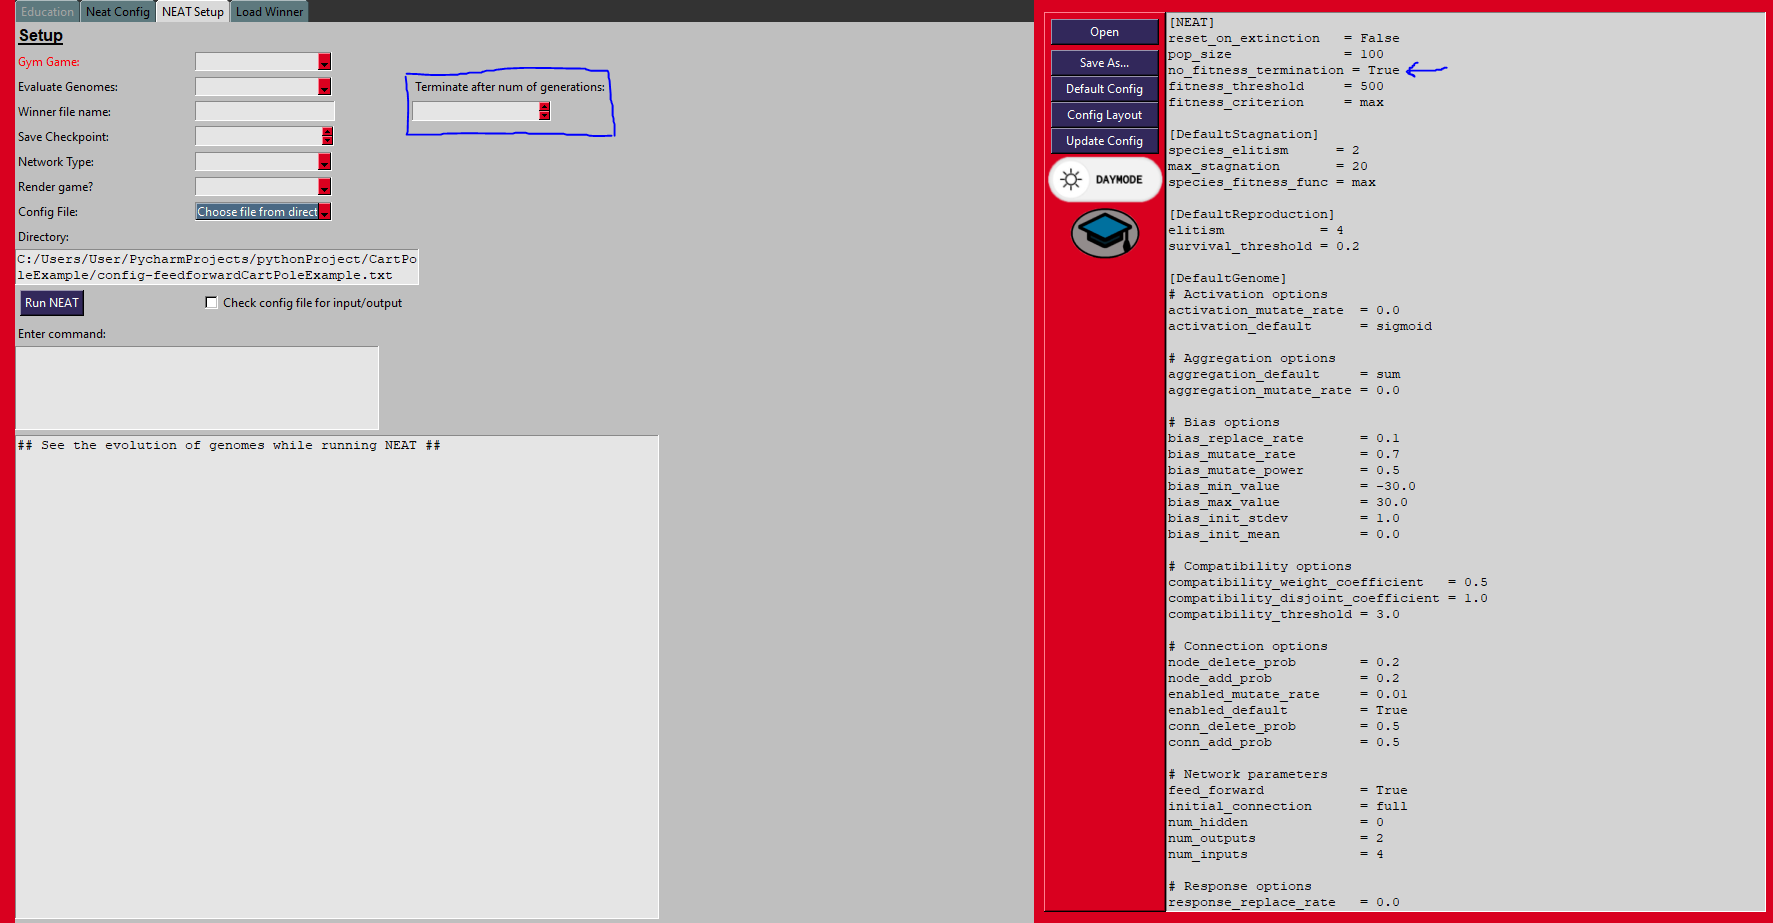 Education Neat Config NEAT Setup Load Winner
Setup
Gym Game:
Evaluate Genomes:
Winner file name:
Save Checkpoint:
Network Type:
Render game?
Config File: Choose file from direct
Directory:
C:/Users/User/PycharmProjects/pythonProject/CartPo
leExample/config-feedforwardCartPoleExample.txt
Run NEAT Check config file for input/output
Enter command:
## See the evolution of genomes while running NEAT ##
Terminate after num of generations:
Open
Save As...
Default Config
Config Layout
Update Config
DAYMODE
[NEAT]
reset_on_extinction = False
pop_size = 100
no_fitness_termination = True
fitness_threshold = 500
fitness_criterion = max
[DefaultStagnation]
species_elitism = 2
max_stagnation = 20
species_fitness_func = max
[DefaultReproduction]
elitism = 4
survival_threshold = 0.2
[DefaultGenome]
# Activation options
activation_mutate_rate = 0.0
activation_default = sigmoid
# Aggregation options
aggregation_default = sum
aggregation_mutate_rate = 0.0
# Bias options
bias_replace_rate = 0.1
bias_mutate_rate = 0.7
bias_mutate_power = 0.5
bias_min_value = -30.0
bias_max_value = 30.0
bias_init_stdev = 1.0
bias_init_mean = 0.0
# Compatibility options
compatibility_weight_coefficient = 0.5
compatibility_disjoint_coefficient = 1.0
compatibility_threshold = 3.0
# Connection options
node_delete_prob = 0.2
node_add_prob = 0.2
enabled_mutate_rate = 0.01
enabled_default = True
conn_delete_prob = 0.5
conn_add_prob = 0.5
# Network parameters
feed_forward = True
initial_connection = full
num_hidden = 0
num_outputs = 2
num_inputs = 4
# Response options
response_replace_rate = 0.0